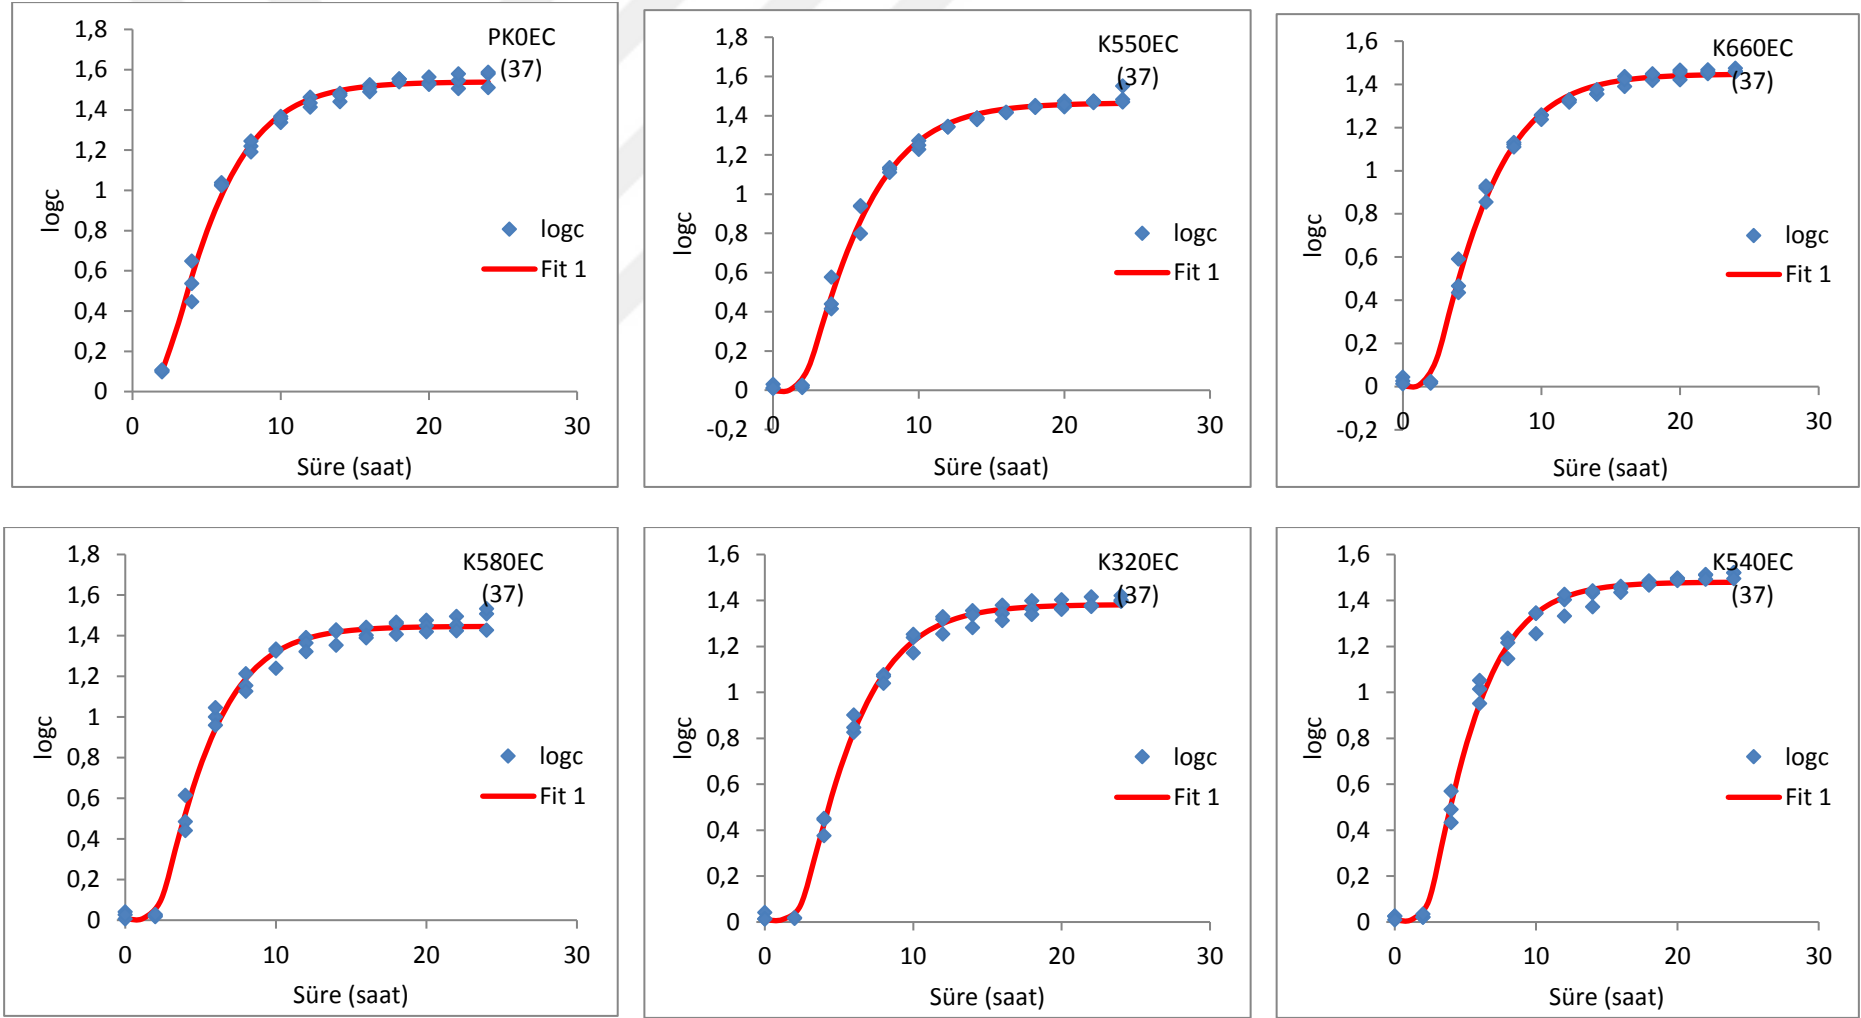 PK0EC
(37)
1,8
1,6
1,4
1,2
1
0,8
0,6
0,4
0,2
0
logc
logc
Fit 1
0
10
20
30
Süre (saat)
K550EC
(37)
1,8
1,6
1,4
1,2
1
0,8
0,6
0,4
0,2
0
-0,2
logc
logc
Fit 1
0
10
20
30
Süre (saat)
K660EC
(37)
1,6
1,4
1,2
1
0,8
0,6
0,4
0,2
0
-0,2
logc
logc
Fit 1
0
10
20
30
Süre (saat)
K580EC
(37)
1,8
1,6
1,4
1,2
1
0,8
0,6
0,4
0,2
0
logc
logc
Fit 1
0
10
20
30
Süre (saat)
K320EC
(37)
1,6
1,4
1,2
1
0,8
0,6
0,4
0,2
0
logc
logc
Fit 1
0
10
20
30
Süre (saat)
K540EC
(37)
1,6
1,4
1,2
1
0,8
0,6
0,4
0,2
0
logc
logc
Fit 1
0
10
20
30
Süre (saat)